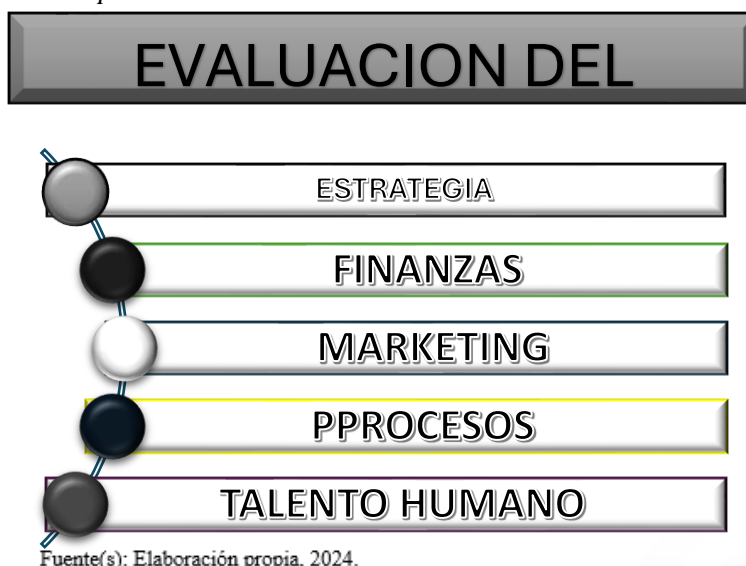 EVALUACION DEL
ESTRATEGIA
FINANZAS
MARKETING
PPROCESOS
TALENTO HUMANO
Fuente(s): Elaboración propia, 2024.